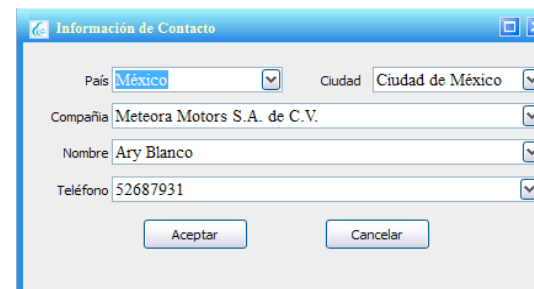 Información de Contacto
País México Ciudad Ciudad de México
Compañia Meteora Motors S.A. de C.V.
Nombre Ary Blanco
Teléfono 52687931
Aceptar Cancelar